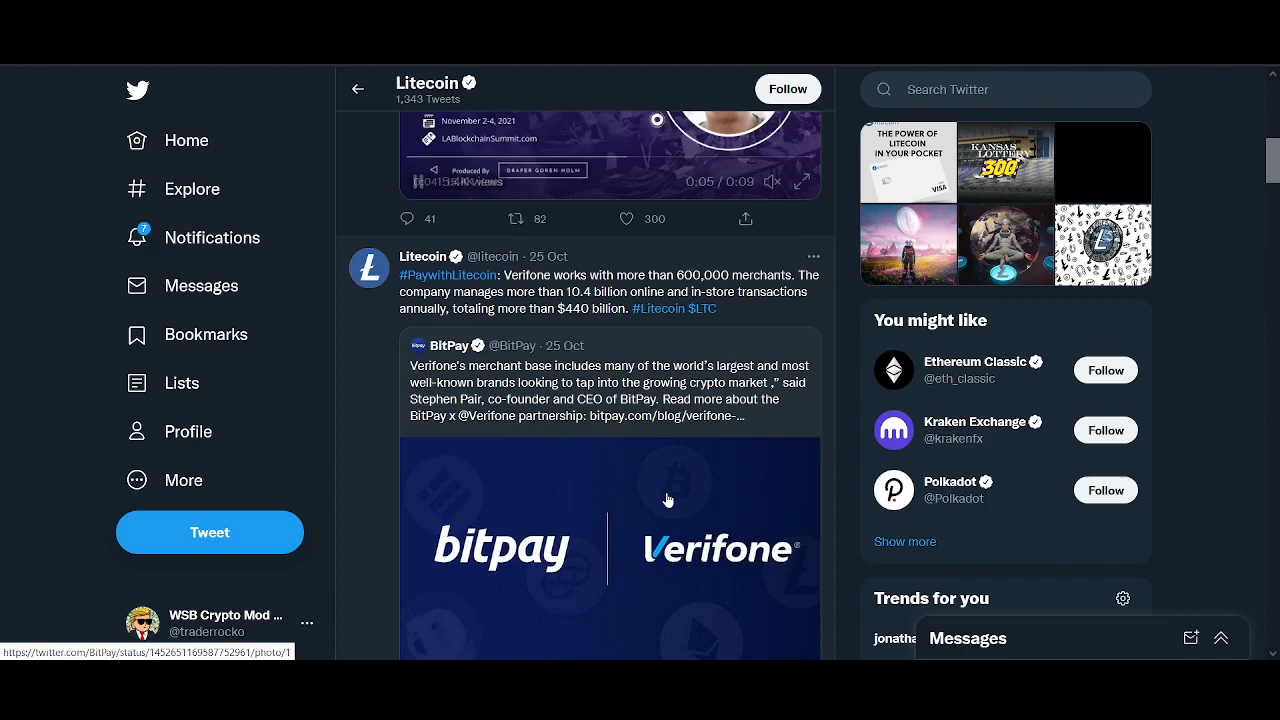 Home
Explore
7
Notifications
Messages
Bookmarks
Lists
Profile
More
Tweet
WSB Crypto Mod ...
@traderrocko
https://twitter.com/BitPay/status/1452651169587752961/photo/1
Litecoin
1,343 Tweets
Follow
November 2-4, 2021
LABlockchainSummit.com
Produced by
DRAPER GOREN HOLM
0:05 / 0:09
41
82
300
Litecoin @litecoin · 25 Oct
#PaywithLitecoin: Verifone works with more than 600,000 merchants. The
company manages more than 10.4 billion online and in-store transactions
annually, totaling more than $440 billion. #Litecoin $LTC
bitpay BitPay @BitPay · 25 Oct
Verifone's merchant base includes many of the world's largest and most
well-known brands looking to tap into the growing crypto market ," said
Stephen Pair, co-founder and CEO of BitPay. Read more about the
BitPay x @Verifone partnership: bitpay.com/blog/verifone-...
bitpay
Verifone
Search Twitter
THE POWER OF
LITECOIN
IN YOUR POCKET
VISA
KANSAS
LOTTERY
300
You might like
Ethereum Classic
@eth_classic
Follow
Kraken Exchange
@krakenfx
Follow
Polkadot
@Polkadot
Follow
Show more
Trends for you
jonatha
Messages